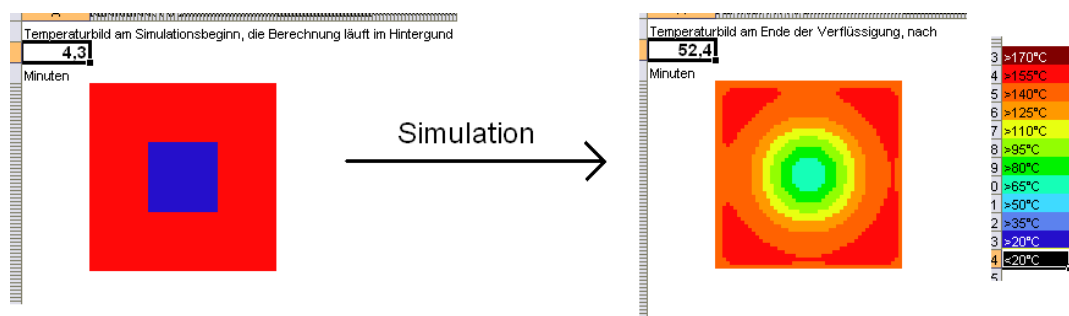 Temperaturbild am Simulationsbeginn, die Berechnung läuft im Hintergund
4,3
Minuten
Simulation
Temperaturbild am Ende der Verflüssigung, nach
52,4
Minuten
3 >170°C
4 >155°C
5 >140°C
6 >125°C
7 >110°C
8 >95°C
9 >80°C
0 >65°C
1 >50°C
2 >35°C
3 >20°C
4 <20°C
5